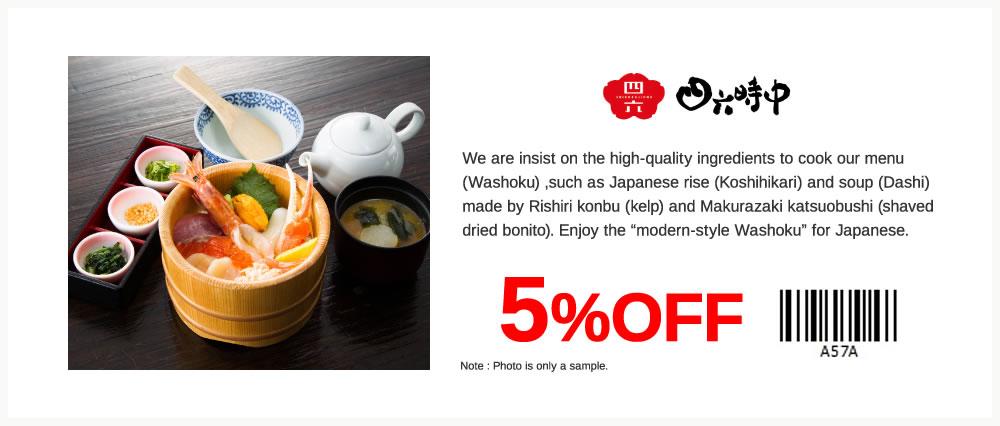 四
六
四六時中
We are insist on the high-quality ingredients to cook our menu
(Washoku) ,such as Japanese rise (Koshihikari) and soup (Dashi)
made by Rishiri konbu (kelp) and Makurazaki katsuobushi (shaved
dried bonito). Enjoy the “modern-style Washoku” for Japanese.
5%OFF
A57A
Note : Photo is only a sample.